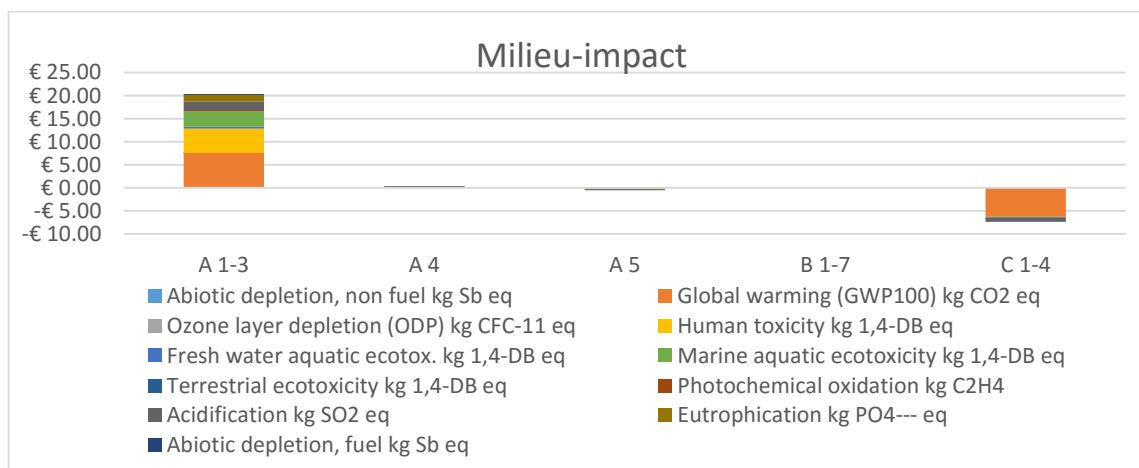 Milieu-impact
€ 25.00
€ 20.00
€ 15.00
€ 10.00
€ 5.00
€ 0.00
-€ 5.00
-€ 10.00
A 1-3 A 4 A 5 B 1-7 C 1-4
Abiotic depletion, non fuel kg Sb eq Global warming (GWP100) kg CO2 eq
Ozone layer depletion (ODP) kg CFC-11 eq Human toxicity kg 1,4-DB eq
Fresh water aquatic ecotox. kg 1,4-DB eq Marine aquatic ecotoxicity kg 1,4-DB eq
Terrestrial ecotoxicity kg 1,4-DB eq Photochemical oxidation kg C2H4
Acidification kg SO2 eq Eutrophication kg PO4--- eq
Abiotic depletion, fuel kg Sb eq